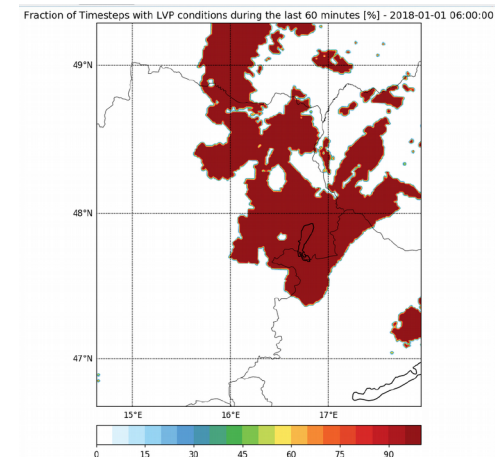 Fraction of Timesteps with LVP conditions during the last 60 minutes [%] - 2018-01-01 06:00:00
49°N
48°N
47°N
15°E 16°E 17°E
0 15 30 45 60 75 90